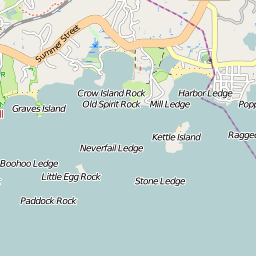 Summer Street
Crow Island Rock
Harbor Ledge
Graves Island
Old Spirit Rock
Mill Ledge
Kettle Island
Neverfail Ledge
Boohoo Ledge
Little Egg Rock
Stone Ledge
Paddock Rock